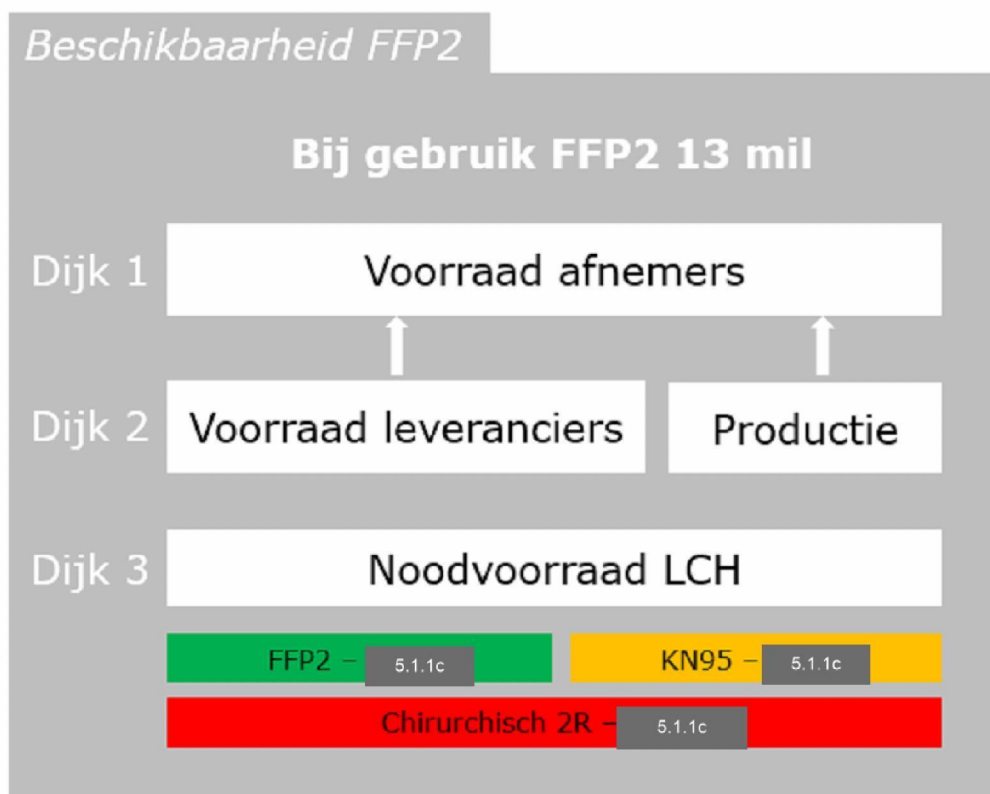 Beschikbaarheid FFP2
Bij gebruik FFP2 13 mil
Dijk 1
Voorraad afnemers
Dijk 2
Voorraad leveranciers
Productie
Dijk 3
Noodvoorraad LCH
FFP2 – 5.1.1c
KN95 – 5.1.1c
Chirurchisch 2R – 5.1.1c